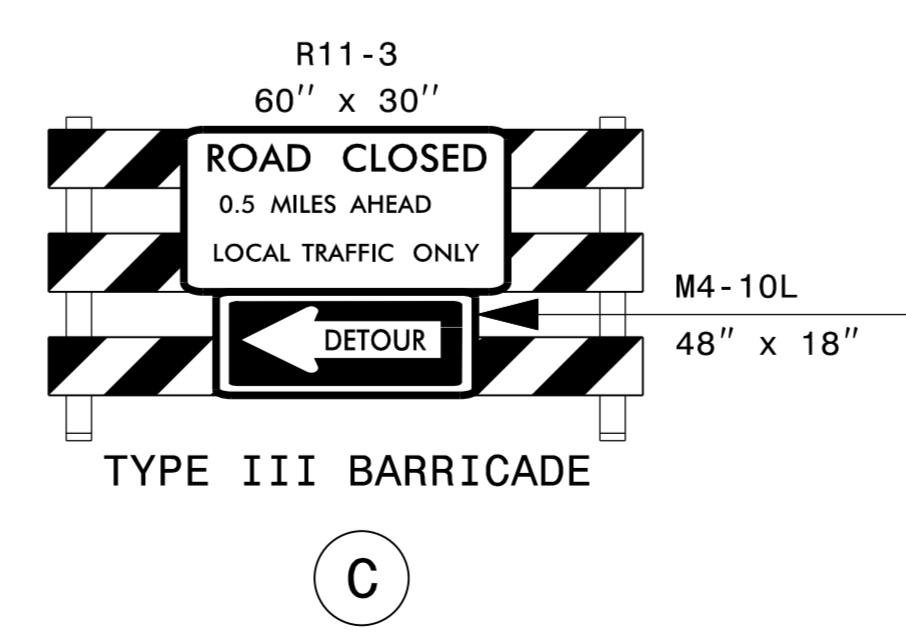 R11-3
60" x 30"
ROAD CLOSED
0.5 MILES AHEAD
LOCAL TRAFFIC ONLY
M4-10L
DETOUR
48" x 18"
TYPE III BARRICADE
C